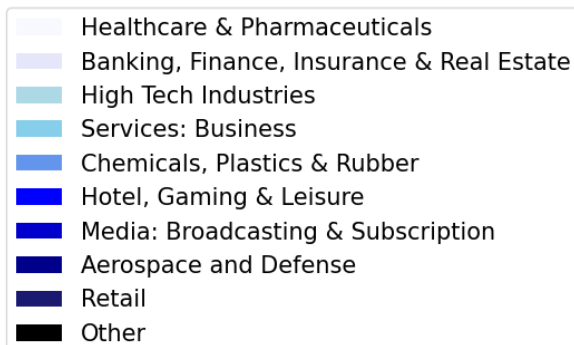 Healthcare & Pharmaceuticals
Banking, Finance, Insurance & Real Estate
High Tech Industries
Services: Business
Chemicals, Plastics & Rubber
Hotel, Gaming & Leisure
Media: Broadcasting & Subscription
Aerospace and Defense
Retail
Other